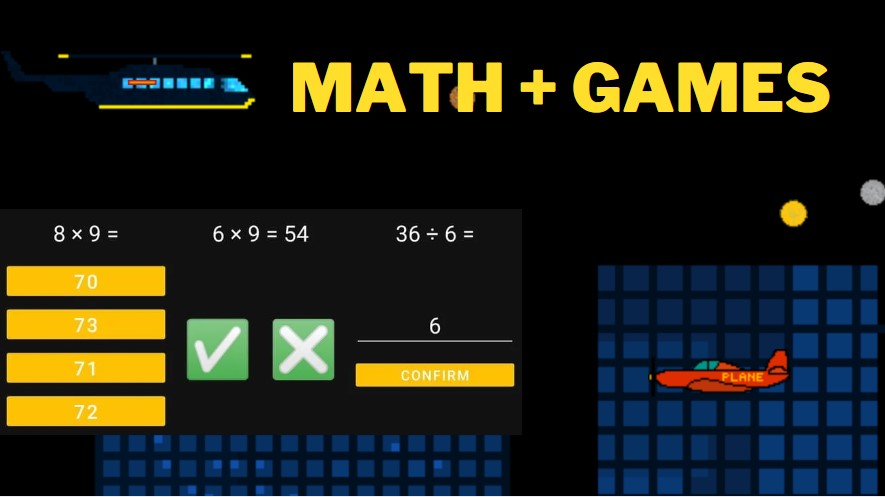 MATH + GAMES
8 × 9 =
70
73
71
72
6 × 9 = 54
36 ÷ 6 =
6
CONFIRM
PLANE